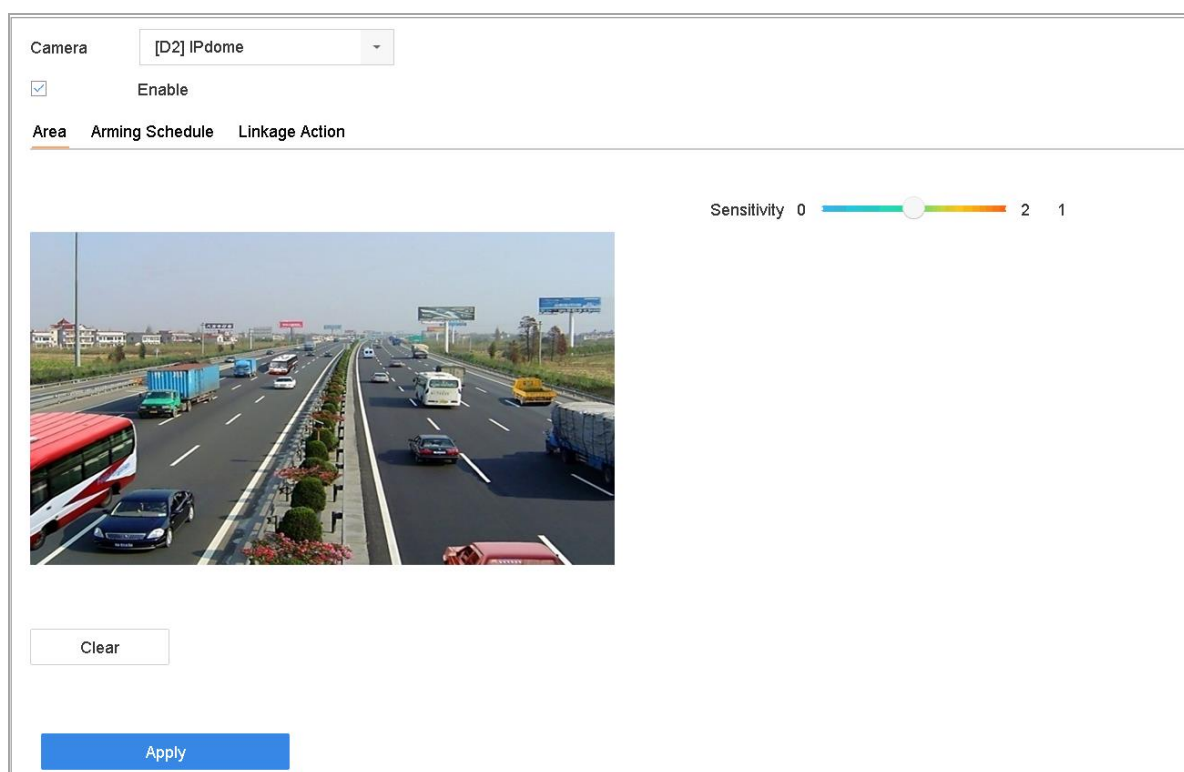 Camera [D2] IPdome
Enable
Area Arming Schedule Linkage Action
Sensitivity 0 2 1
Clear
Apply